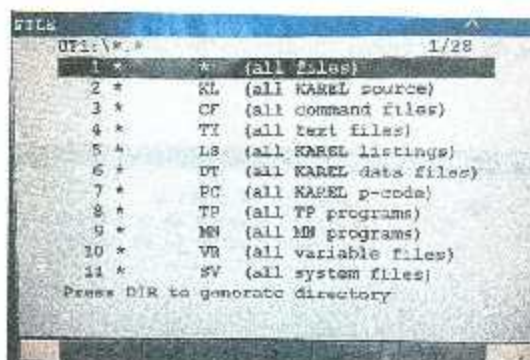 FILE
UT1:\*.* 1/28
1 * * (all files)
2 * KL (all KAREL source)
3 * CF (all command files)
4 * TX (all text files)
5 * LS (all KAREL listings)
6 * DT (all KAREL data files)
7 * PC (all KAREL p-code)
8 * TP (all TP programs)
9 * MN (all MN programs)
10 * VR (all variable files)
11 * SV (all system files)
Press DIR to generate directory